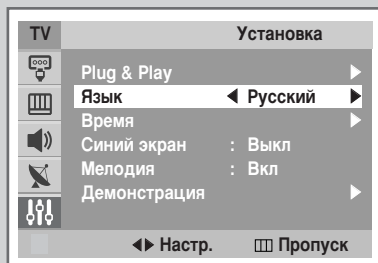 TV Установка
Plug & Play
Язык Русский
Время
Синий экран : Выкл
Мелодия : Вкл
Демонстрация
Настр. Пропуск